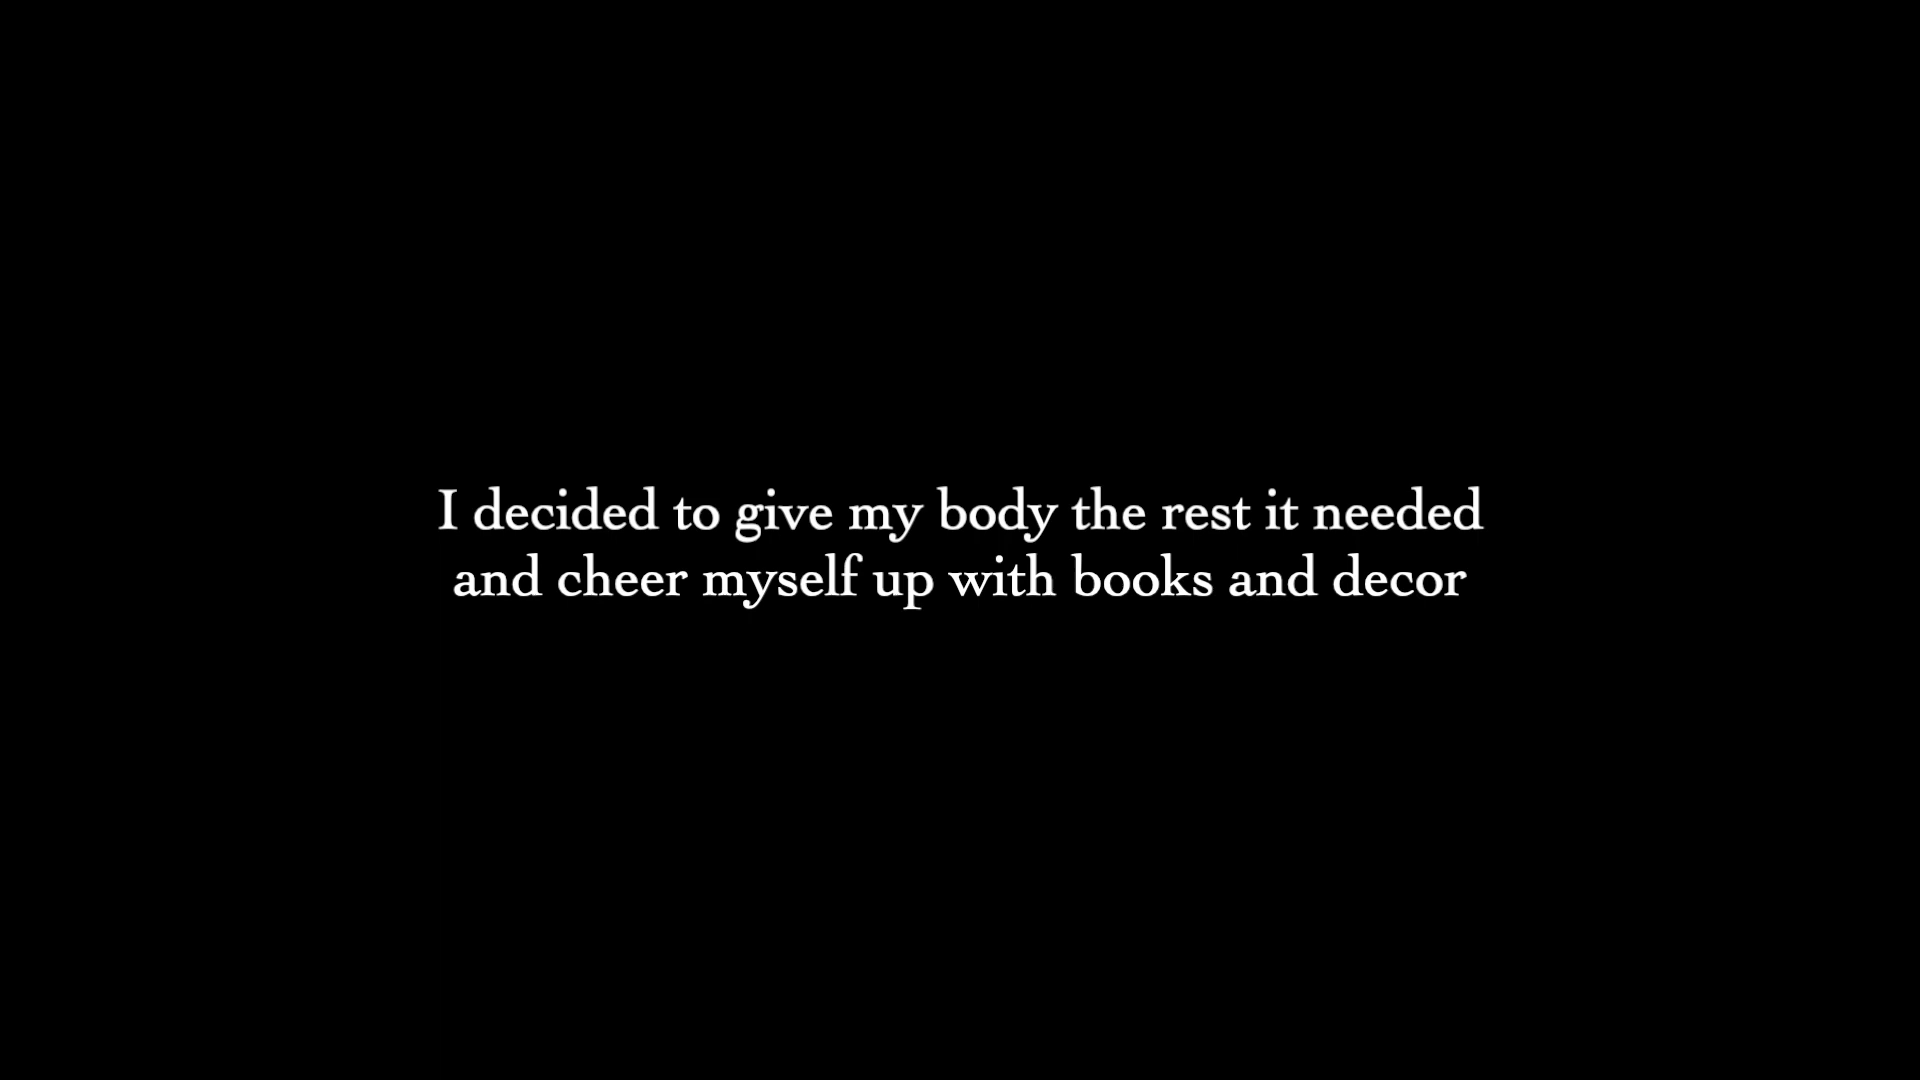 I decided to give my body the rest it needed
and cheer myself up with books and decor